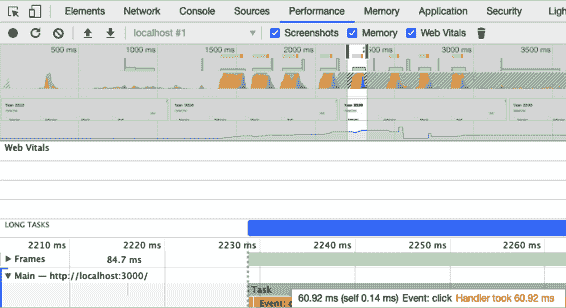 Elements Network Console Sources Performance Memory Application Security Ligh
localhost #1 Screenshots Memory Web Vitals
500 ms 1000 ms 1500 ms 2000 ms 500 ms 3000 ms 3500 ms
Web Vitals
LONG TASKS
2210 ms 2220 ms 2230 ms 2240 ms 2250 ms 2260 ms
Frames 84.7 ms
Main — http://localhost:3000/
Task
Event: click
60.92 ms (self 0.14 ms) Event: click Handler took 60.92 ms